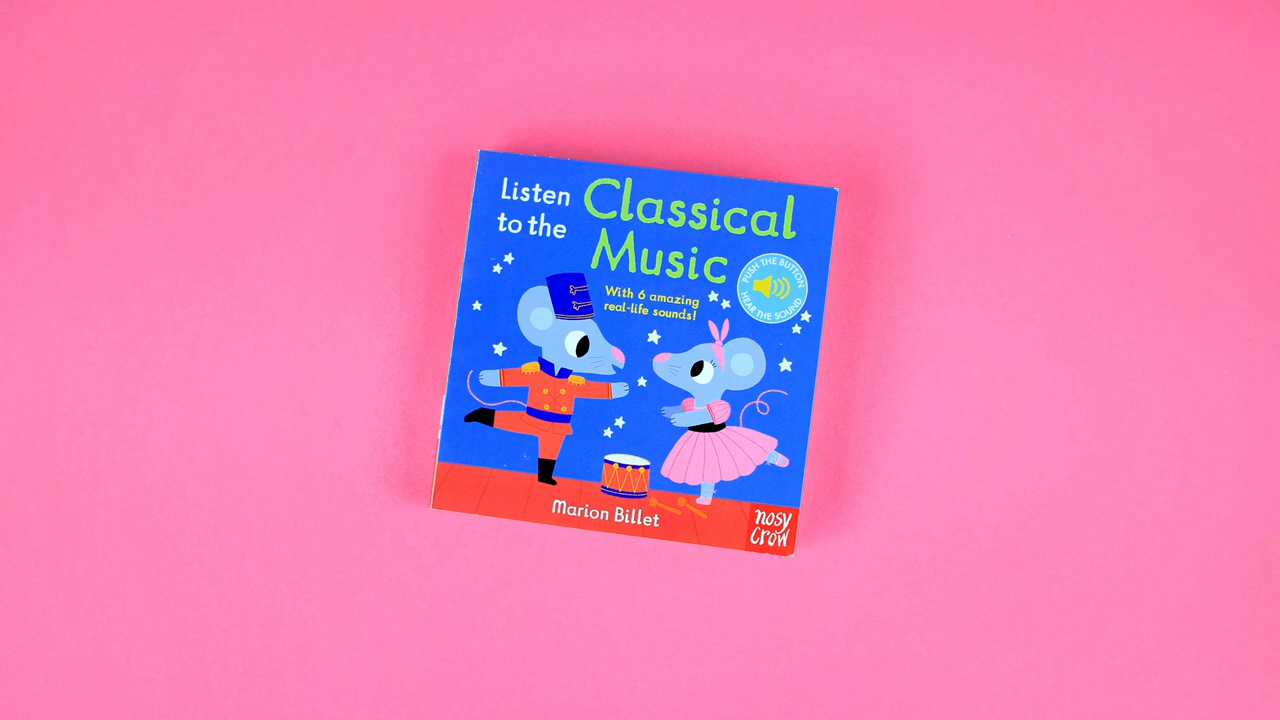 Listen
to the
Classical
Music
With 6 amazing
real-life sounds!
PUSH THE BUTTON
HEAR THE SOUND
Marion Billet
nosy
crow